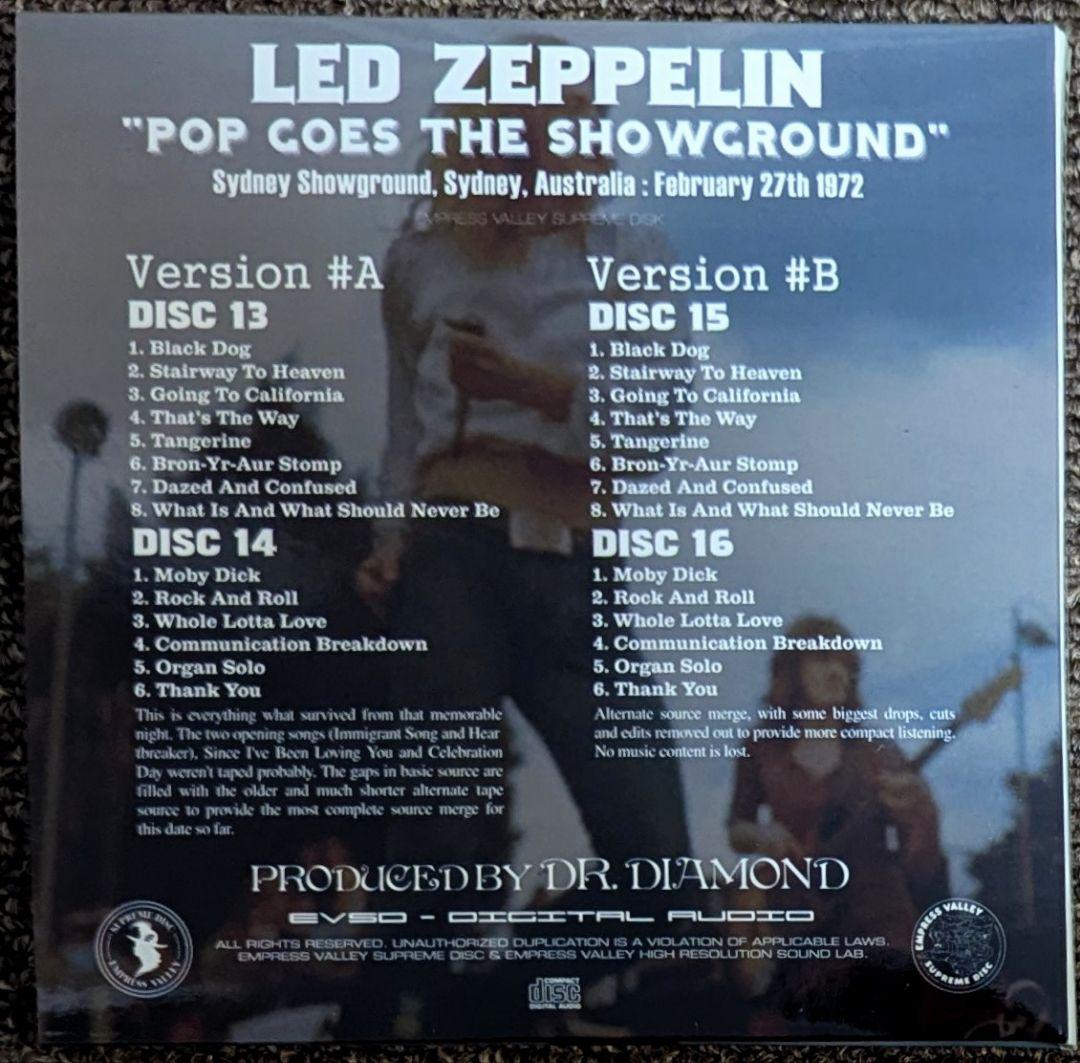 LED ZEPPELIN
"POP GOES THE SHOWGROUND"
Sydney Showground, Sydney, Australia : February 27th 1972
EMPRESS VALLEY SUPREME DISK
Version #A
DISC 13
1. Black Dog
2. Stairway To Heaven
3. Going To California
4. That's The Way
5. Tangerine
6. Bron-Yr-Aur Stomp
7. Dazed And Confused
8. What Is And What Should Never Be
DISC 14
1. Moby Dick
2. Rock And Roll
3. Whole Lotta Love
4. Communication Breakdown
5. Organ Solo
6. Thank You
This is everything what survived from that memorable
night. The two opening songs (Immigrant Song and Hear
tbreaker), Since I've Been Loving You and Celebration
Day weren't taped probably. The gaps in basic source are
filled with the older and much shorter alternate tape
source to provide the most complete source merge for
this date so far.
Version #B
DISC 15
1. Black Dog
2. Stairway To Heaven
3. Going To California
4. That's The Way
5. Tangerine
6. Bron-Yr-Aur Stomp
7. Dazed And Confused
8. What Is And What Should Never Be
DISC 16
1. Moby Dick
2. Rock And Roll
3. Whole Lotta Love
4. Communication Breakdown
5. Organ Solo
6. Thank You
Alternate source merge, with some biggest drops, cuts
and edits removed out to provide more compact listening.
No music content is lost.
PRODUCED BY DR. DIAMOND
EVSD - DIGITAL AUDIO
ALL RIGHTS RESERVED. UNAUTHORIZED DUPLICATION IS A VIOLATION OF APPLICABLE LAWS.
EMPRESS VALLEY SUPREME DISC & EMPRESS VALLEY HIGH RESOLUTION SOUND LAB.
SUPREME DISC
EMPRESS VALLEY
EMPRESS VALLEY
SUPREME DISC
COMPACT
disc
DIGITAL AUDIO